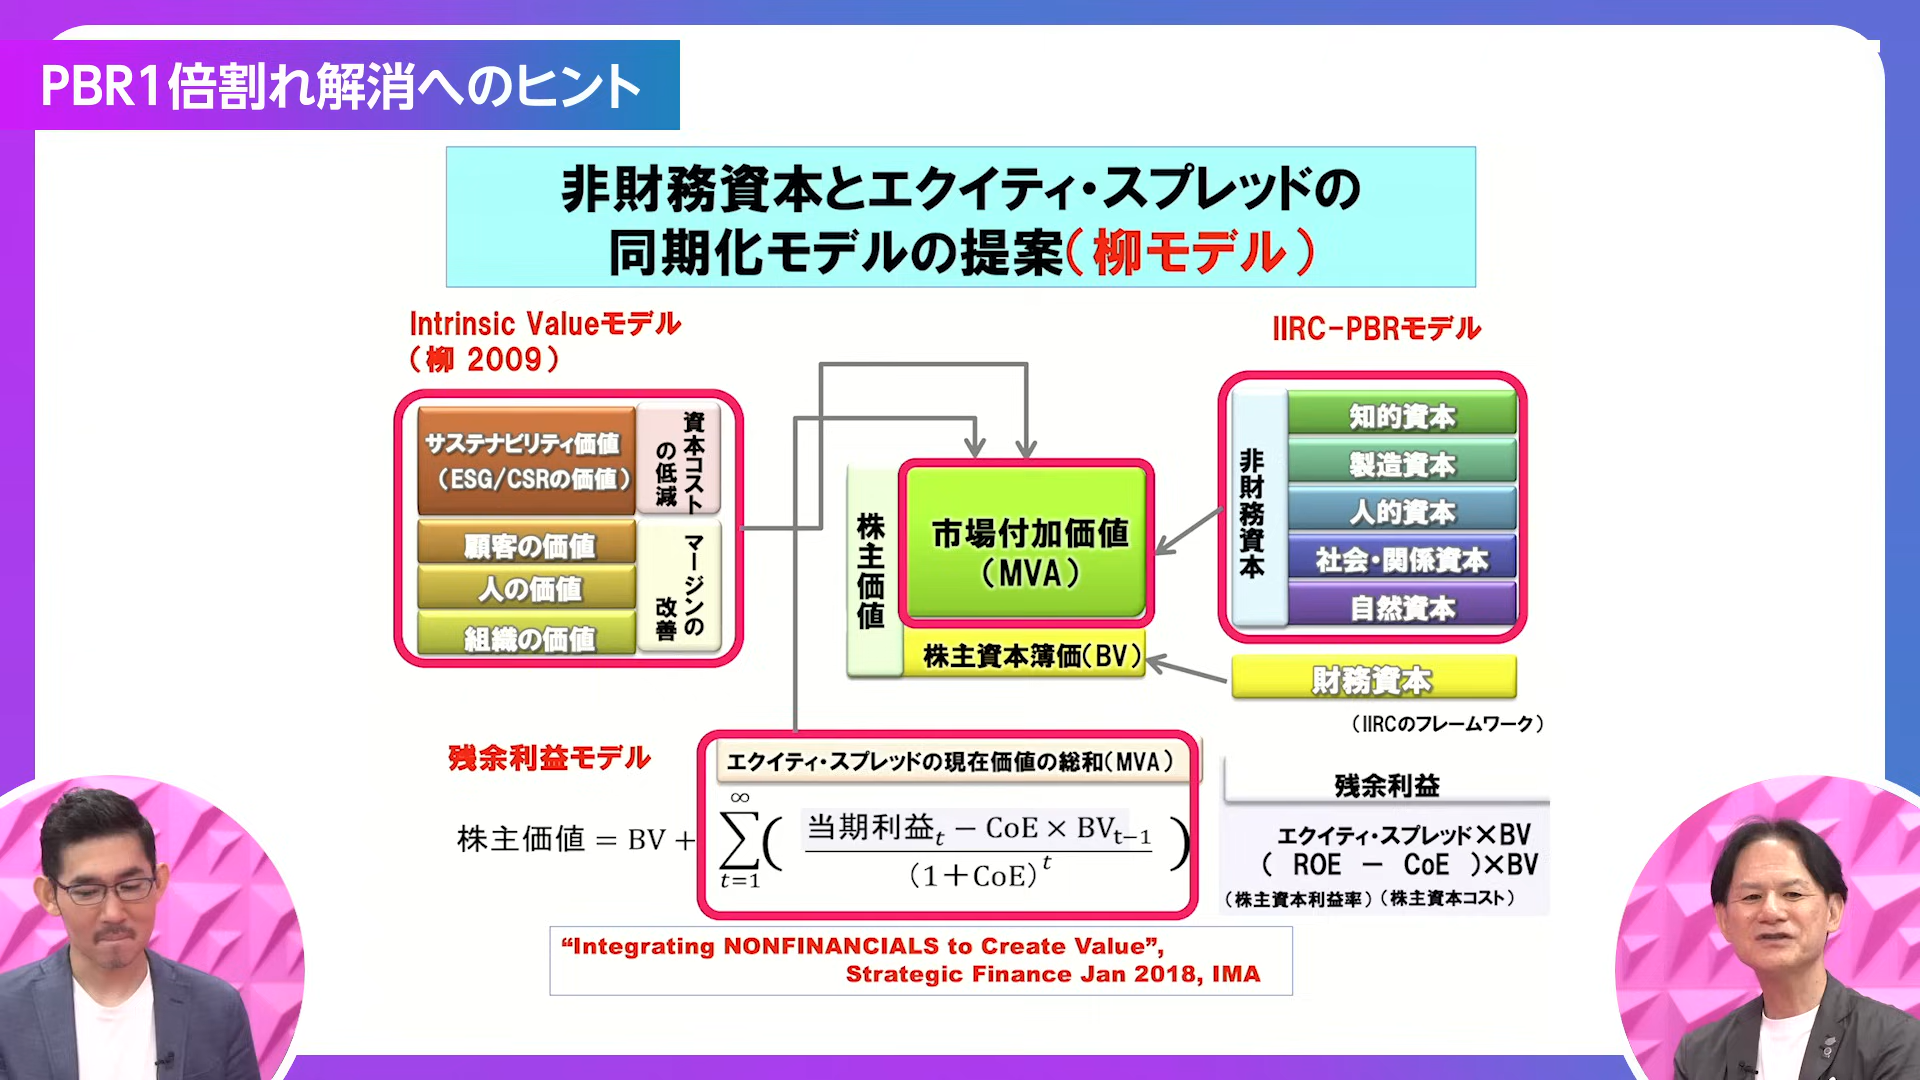 PBR1倍割れ解消へのヒント
非財務資本とエクイティ・スプレッドの
同期化モデルの提案(柳モデル)
Intrinsic Valueモデル
(柳 2009)
サステナビリティ価値
(ESG/CSRの価値)
資本コスト
の低減
顧客の価値
人の価値
組織の価値
マージンの
改善
株主価値
市場付加価値
(MVA)
株主資本簿価(BV)
IIRC-PBRモデル
非財務資本
知的資本
製造資本
人的資本
社会・関係資本
自然資本
財務資本
(IIRCのフレームワーク)
残余利益モデル
エクイティ・スプレッドの現在価値の総和(MVA)
株主価値 = BV + ∞∑t=1 ( 当期利益t − CoE × BVt−1 / (1+CoE)t )
残余利益
エクイティ・スプレッド×BV
( ROE − CoE )×BV
(株主資本利益率)(株主資本コスト)
“Integrating NONFINANCIALS to Create Value”,
Strategic Finance Jan 2018, IMA